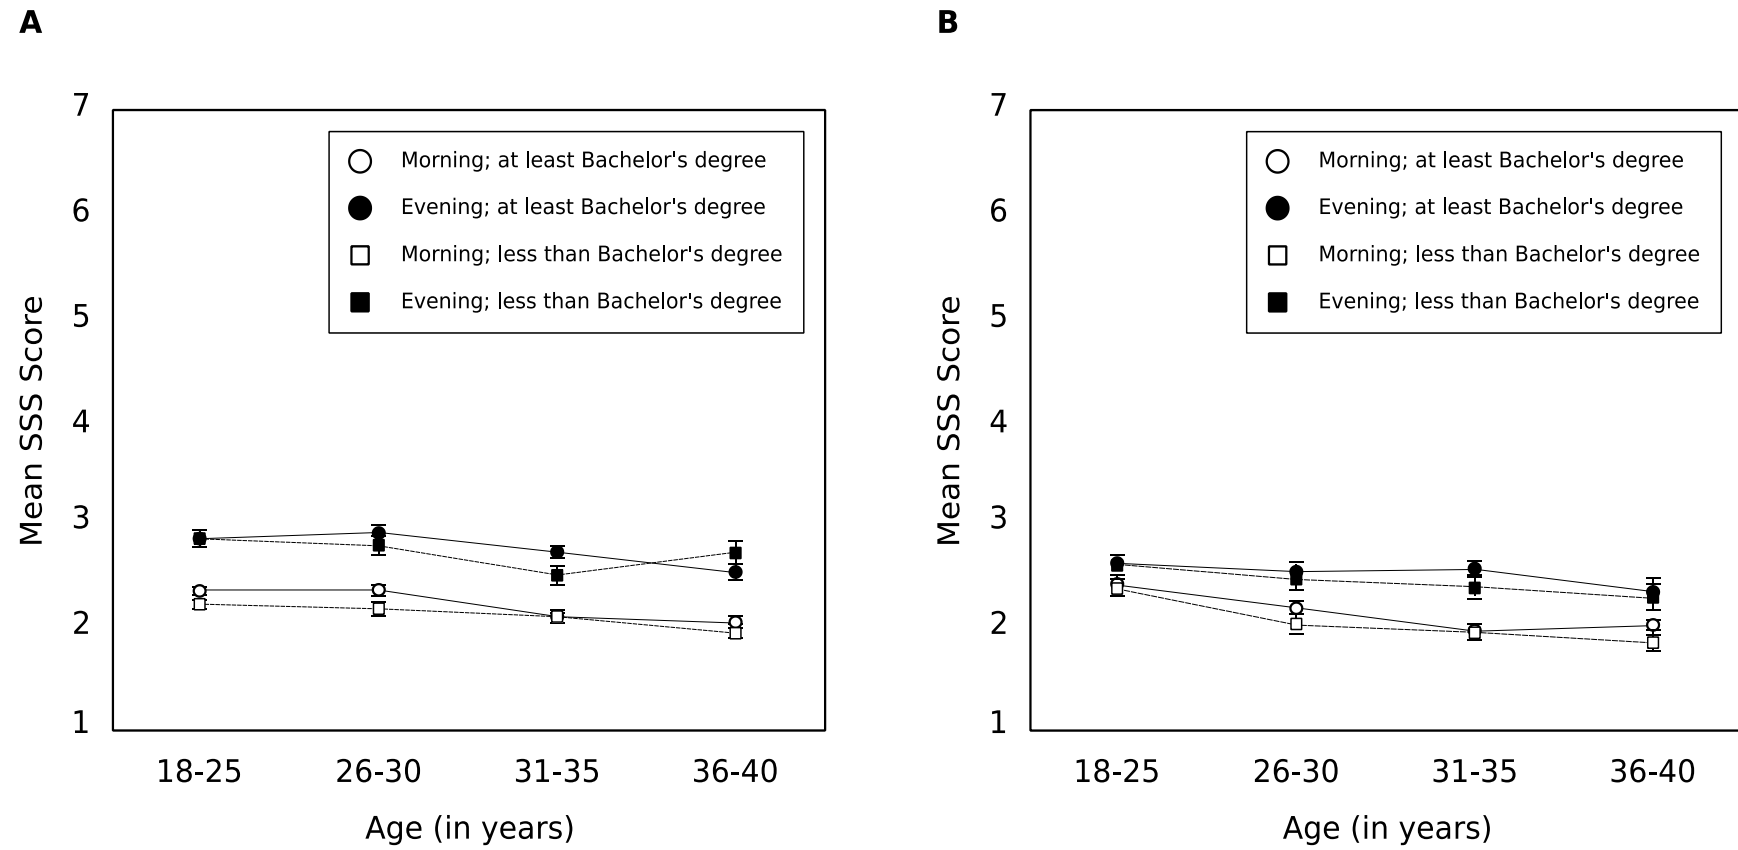 A
7
6
5
4
3
2
1
Mean SSS Score
Morning; at least Bachelor's degree
Evening; at least Bachelor's degree
Morning; less than Bachelor's degree
Evening; less than Bachelor's degree
18-25 26-30 31-35 36-40
Age (in years)
B
7
6
5
4
3
2
1
Mean SSS Score
Morning; at least Bachelor's degree
Evening; at least Bachelor's degree
Morning; less than Bachelor's degree
Evening; less than Bachelor's degree
18-25 26-30 31-35 36-40
Age (in years)